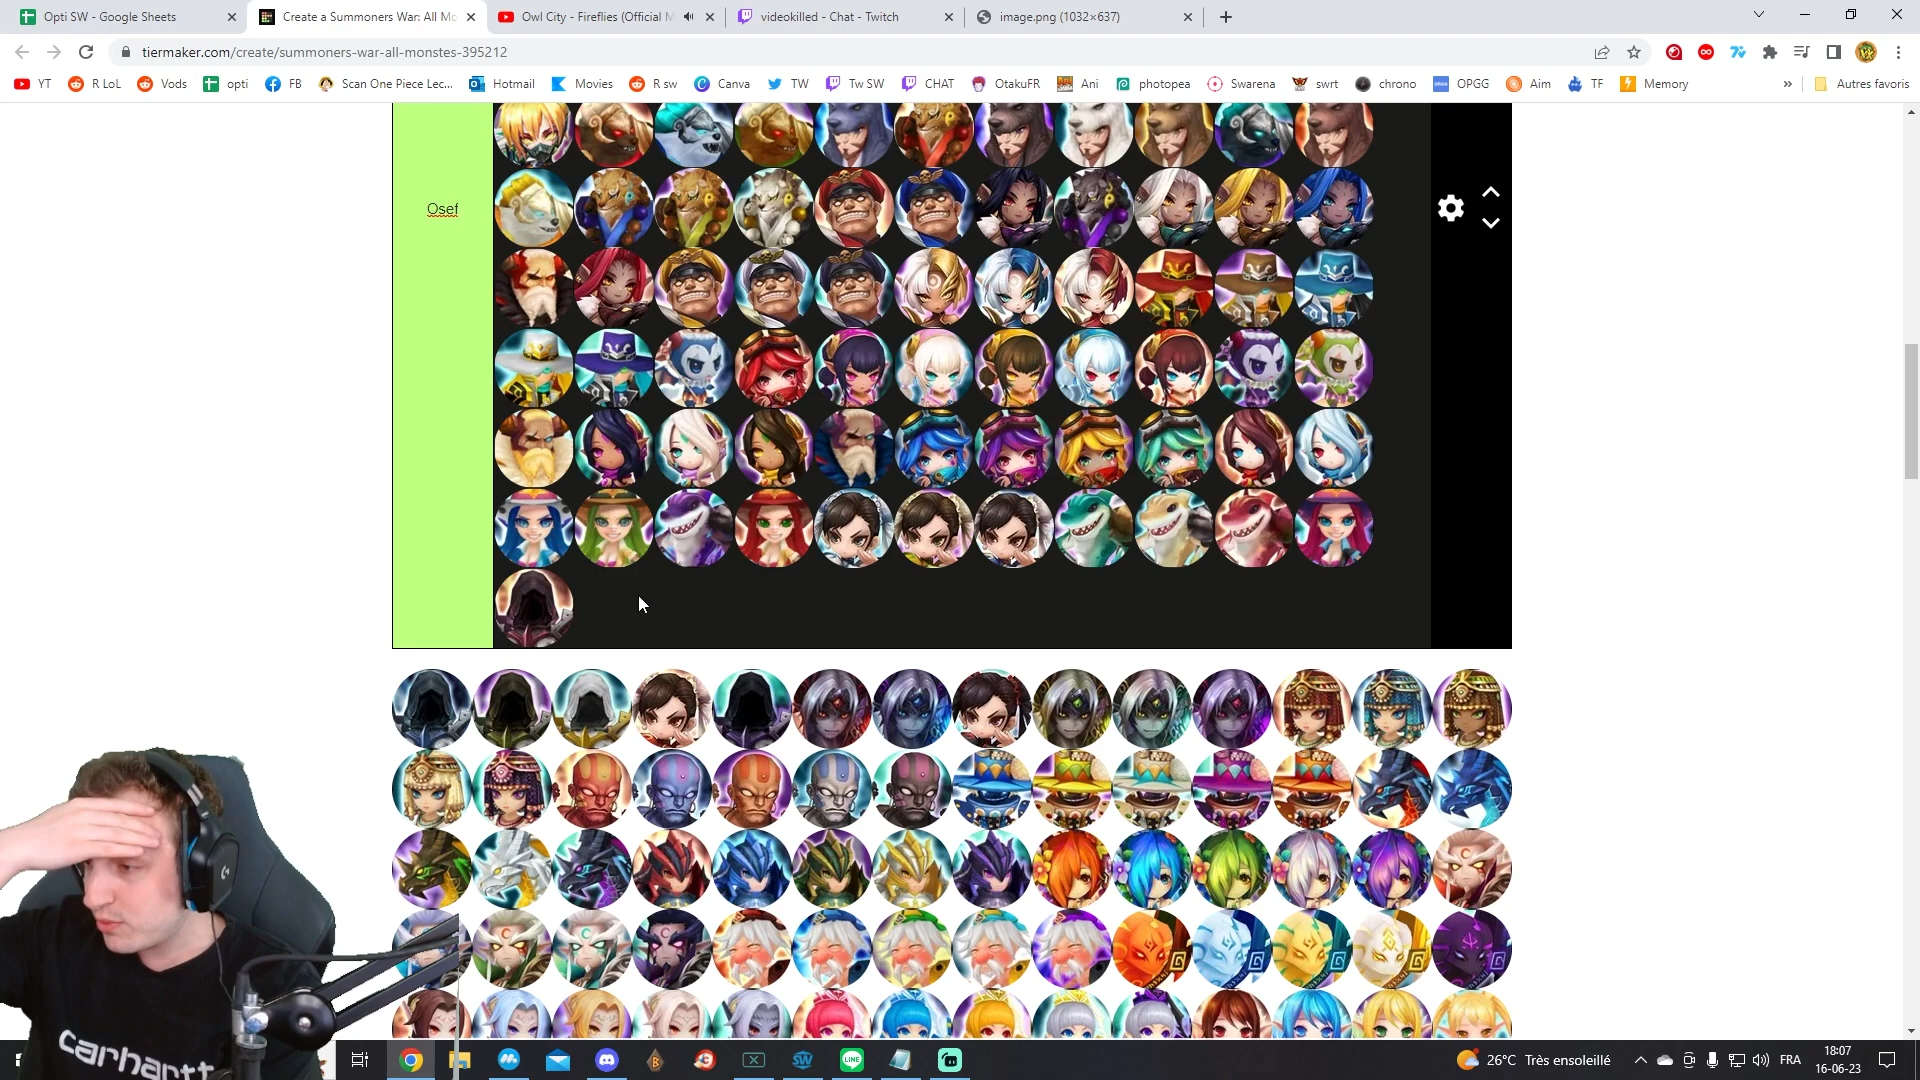 Opti SW - Google Sheets
Create a Summoners War: All Mo
Owl City - Fireflies (Official M
videokilled - Chat - Twitch
image.png (1032×637)
tiermaker.com/create/summoners-war-all-monstes-395212
YT
R LoL
Vods
opti
FB
Scan One Piece Lec...
Hotmail
Movies
R sw
Canva
TW
Tw SW
CHAT
OtakuFR
Ani
photopea
Swarena
swrt
chrono
OPGG
Aim
TF
Memory
»
Autres favoris
Osef
carhartt
26°C Très ensoleillé
FRA
18:07
16-06-23